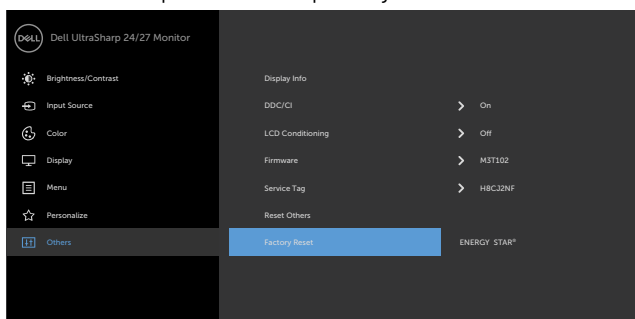 DELL Dell UltraSharp 24/27 Monitor
Brightness/Contrast Display Info
Input Source DDC/CI On
Color LCD Conditioning Off
Display Firmware M3T102
Menu Service Tag H8CJ2NF
Personalize Reset Others
Others Factory Reset ENERGY STAR®